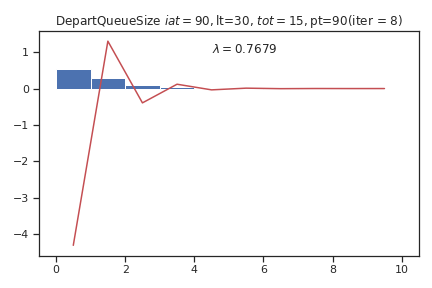 DepartQueueSize iat = 90, lt=30, tot = 15, pt=90(iter = 8)
λ = 0.7679
1
0
−1
−2
−3
−4
0 2 4 6 8 10